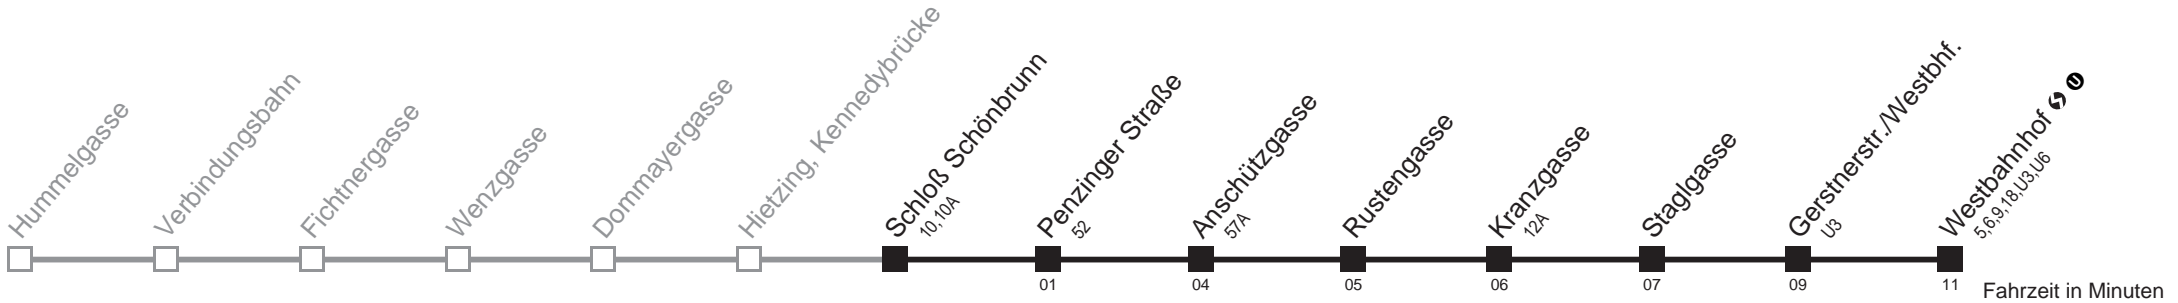 Hummelgasse
Verbindungsbahn
Fichtnergasse
Wenzgasse
Dommayergasse
Hietzing, Kennedybrücke
Schloß Schönbrunn
10, 10A
Penzinger Straße
52
Anschützgasse
57A
Rustengasse
Kranzgasse
12A
Staglgasse
Gerstnerstr./Westbhf.
U3
Westbahnhof U
5,6,9,18,U3,U6
01
04
05
06
07
09
11
Fahrzeit in Minuten